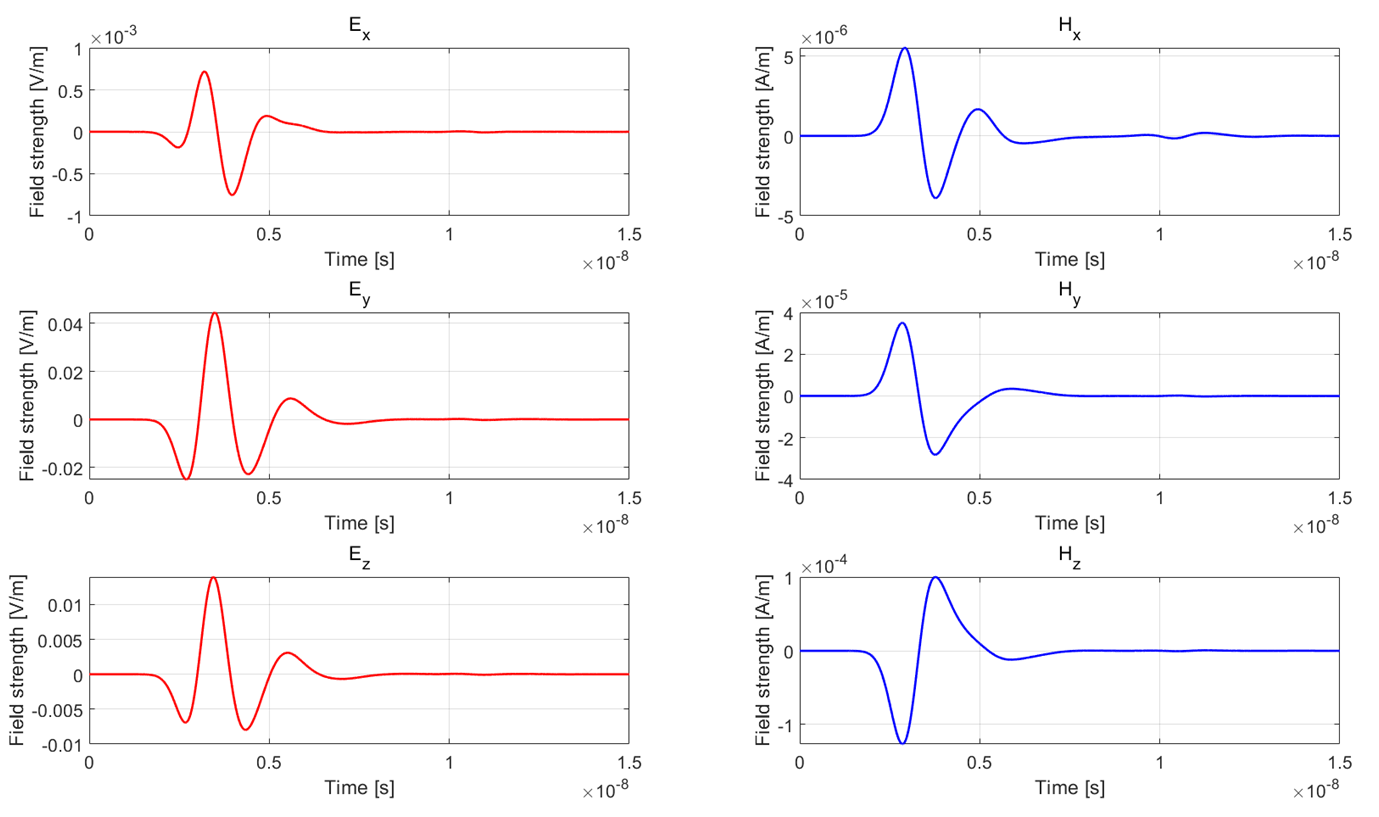 E_x
×10^-3
Field strength [V/m]
1
0.5
0
-0.5
-1
0 0.5 1 1.5
Time [s]
×10^-8
H_x
×10^-6
Field strength [A/m]
5
0
-5
0 0.5 1 1.5
Time [s]
×10^-8
E_y
Field strength [V/m]
0.04
0.02
0
-0.02
0 0.5 1 1.5
Time [s]
×10^-8
H_y
×10^-5
Field strength [A/m]
4
2
0
-2
-4
0 0.5 1 1.5
Time [s]
×10^-8
E_z
Field strength [V/m]
0.01
0.005
0
-0.005
-0.01
0 0.5 1 1.5
Time [s]
×10^-8
H_z
×10^-4
Field strength [A/m]
1
0
-1
0 0.5 1 1.5
Time [s]
×10^-8